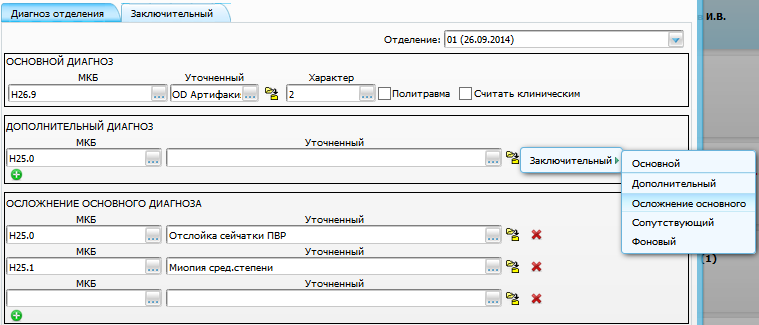 Диагноз отделения Заключительный
И.В.
Отделение: 01 (26.09.2014)
ОСНОВНОЙ ДИАГНОЗ
МКБ Уточненный Характер
H26.9 ... OD Артифаки ... 2 ... Политравма Считать клиническим
ДОПОЛНИТЕЛЬНЫЙ ДИАГНОЗ
МКБ Уточненный
H25.0 ... ... Заключительный
Основной
Дополнительный
Осложнение основного
Сопутствующий
Фоновый
ОСЛОЖНЕНИЕ ОСНОВНОГО ДИАГНОЗА
МКБ Уточненный
H25.0 ... Отслойка сейчатки ПВР ...
МКБ Уточненный
(1)
H25.1 ... Миопия сред.степени ...
МКБ Уточненный
... ...